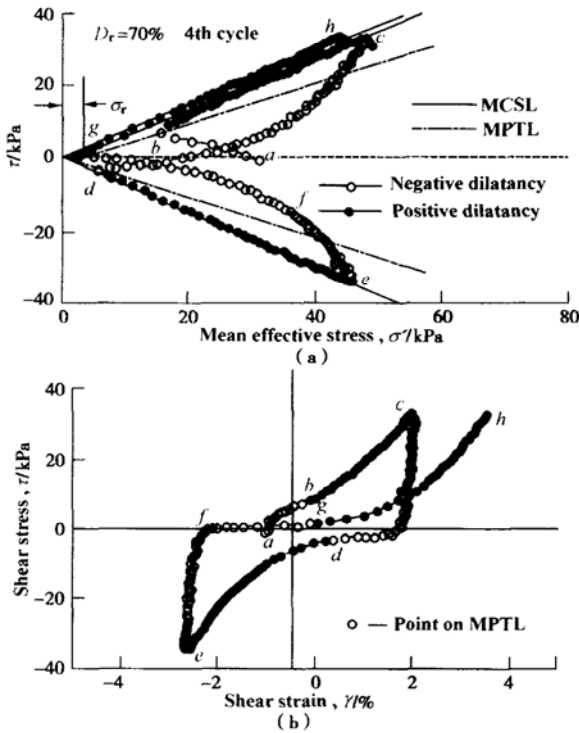 40
20
0
-20
-40
τ/kPa
D_r=70% 4th cycle
σ_r
g
b
a
d
f
e
h
c
MCSL
MPTL
Negative dilatancy
Positive dilatancy
0 20 40 60 80
Mean effective stress , σ'/kPa
( a )
40
20
0
-20
-40
Shear stress , τ/kPa
c
h
b
g
f
a
d
e
Point on MPTL
-2 0 2 4
Shear strain , γ/%
( b )